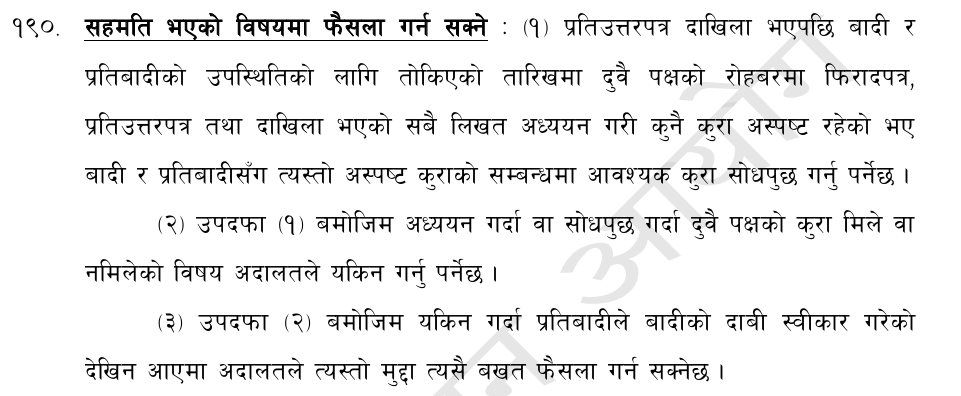 १९०. सहमति भएको विषयमा फैसला गर्न सक्ने : (१) प्रतिउत्तरपत्र दाखिला भएपछि बादी र
प्रतिबादीको उपस्थितिको लागि तोकिएको तारिखमा दुवै पक्षको रोहबरमा फिरादपत्र,
प्रतिउत्तरपत्र तथा दाखिला भएको सबै लिखत अध्ययन गरी कुनै कुरा अस्पष्ट रहेको भए
बादी र प्रतिबादीसँग त्यस्तो अस्पष्ट कुराको सम्बन्धमा आवश्यक कुरा सोधपुछ गर्नु पर्नेछ ।
(२) उपदफा (१) बमोजिम अध्ययन गर्दा वा सोधपुछ गर्दा दुवै पक्षको कुरा मिले वा
नमिलेको विषय अदालतले यकिन गर्नु पर्नेछ ।
(३) उपदफा (२) बमोजिम यकिन गर्दा प्रतिबादीले बादीको दाबी स्वीकार गरेको
देखिन आएमा अदालतले त्यस्तो मुद्दा त्यसै बखत फैसला गर्न सक्नेछ ।
आयोग